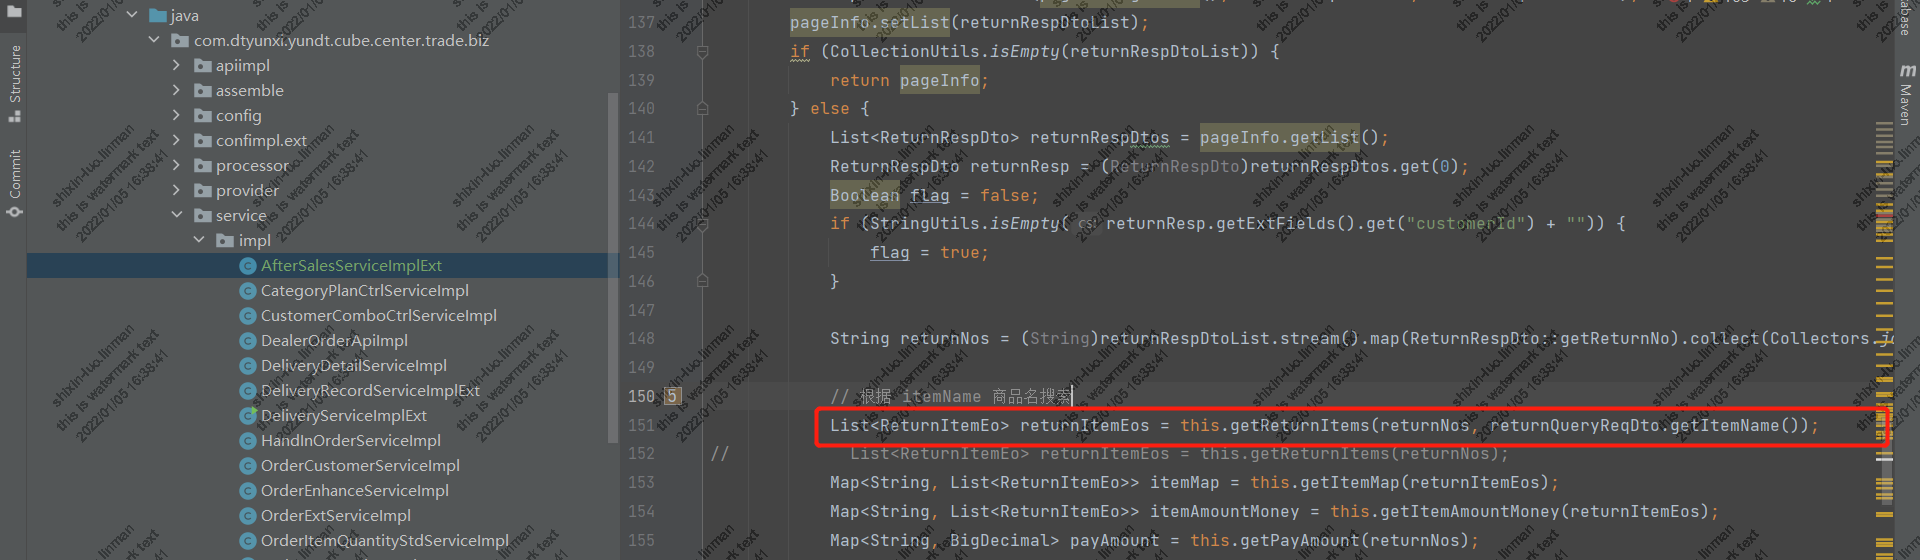 java
com.dtyunxi.yundt.cube.center.trade.biz
apiimpl
assemble
config
confimpl.ext
processor
provider
service
impl
AfterSalesServiceImplExt
CategoryPlanCtrlServiceImpl
CustomerComboCtrlServiceImpl
DealerOrderApiImpl
DeliveryDetailServiceImpl
DeliveryRecordServiceImplExt
DeliveryServiceImplExt
HandInOrderServiceImpl
OrderCustomerServiceImpl
OrderEnhanceServiceImpl
OrderExtServiceImpl
OrderItemQuantityStdServiceImpl
Structure
Commit
137 pageInfo.setList(returnRespDtoList);
138 if (CollectionUtils.isEmpty(returnRespDtoList)) {
139 return pageInfo;
140 } else {
141 List<ReturnRespDto> returnRespDtos = pageInfo.getList();
142 ReturnRespDto returnResp = (ReturnRespDto)returnRespDtos.get(0);
143 Boolean flag = false;
144 if (StringUtils.isEmpty( cs: returnResp.getExtFields().get("customerId") + "")) {
145 flag = true;
146 }
147
148 String returnNos = (String)returnRespDtoList.stream().map(ReturnRespDto::getReturnNo).collect(Collectors.jo
149
150 5 // 根据 itemName 商品名搜索
151 List<ReturnItemEo> returnItemEos = this.getReturnItems(returnNos, returnQueryReqDto.getItemName());
152 // List<ReturnItemEo> returnItemEos = this.getReturnItems(returnNos);
153 Map<String, List<ReturnItemEo>> itemMap = this.getItemMap(returnItemEos);
154 Map<String, List<ReturnItemEo>> itemAmountMoney = this.getItemAmountMoney(returnItemEos);
155 Map<String, BigDecimal> payAmount = this.getPayAmount(returnNos);
abase
m Maven
shixin-luo.linman
this is watermark text
2022/01/05 16:38:41